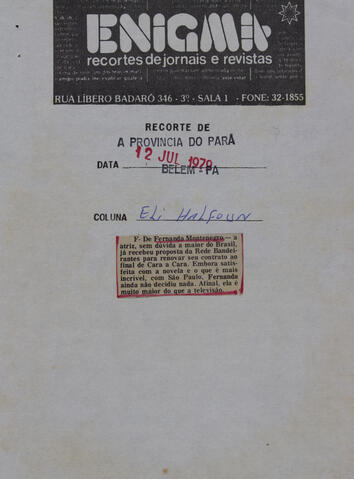 ENIGMA
recortes de jornais e revistas
RUA LÍBERO BADARÓ 346 - 3º - SALA 1 - FONE: 32-1855
RECORTE DE
A PROVINCIA DO PARÁ
DATA 12 JUL 1979
BELEM - PA
COLUNA Eli Halfoun
F- De Fernanda Montenegro — a
atriz, sem dúvida a maior do Brasil,
já recebeu proposta da Rede Bandei-
rantes para renovar seu contrato ao
final de Cara a Cara. Embora satis-
feita com a novela e o que é mais
incrível, com São Paulo, Fernanda
ainda não decidiu nada. Afinal, ela é
muito maior do que a televisão.